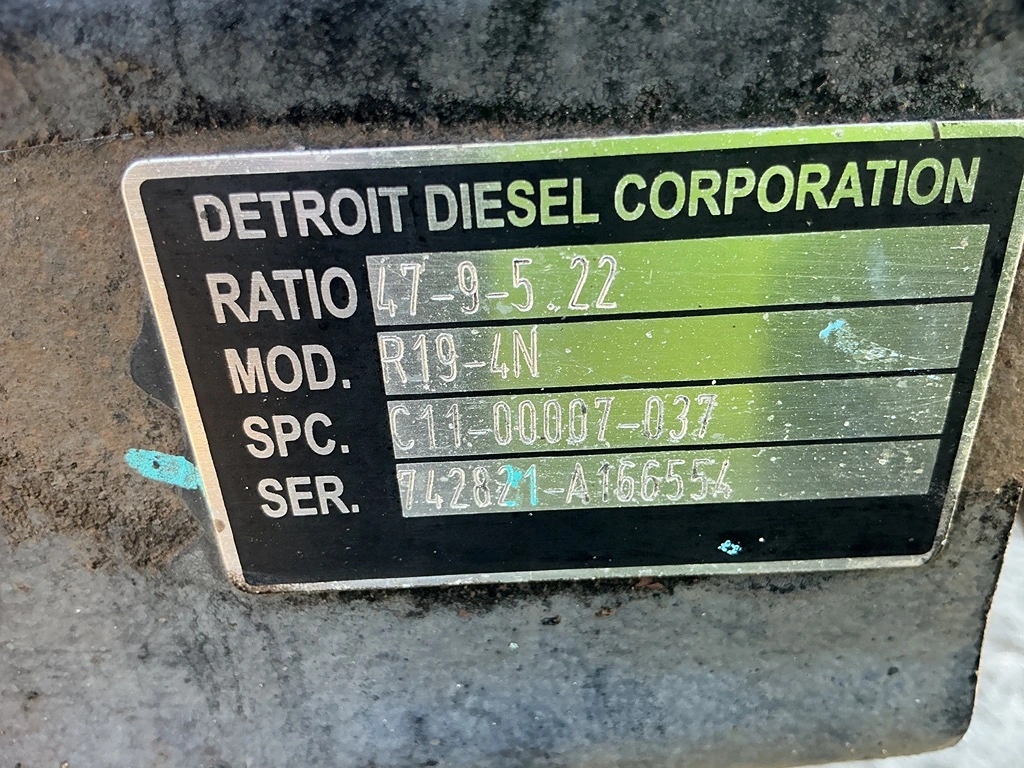 DETROIT DIESEL CORPORATION
RATIO 47-9-5.22
MOD. R19-4N
SPC. C11-00007-037
SER. 742821-A166554